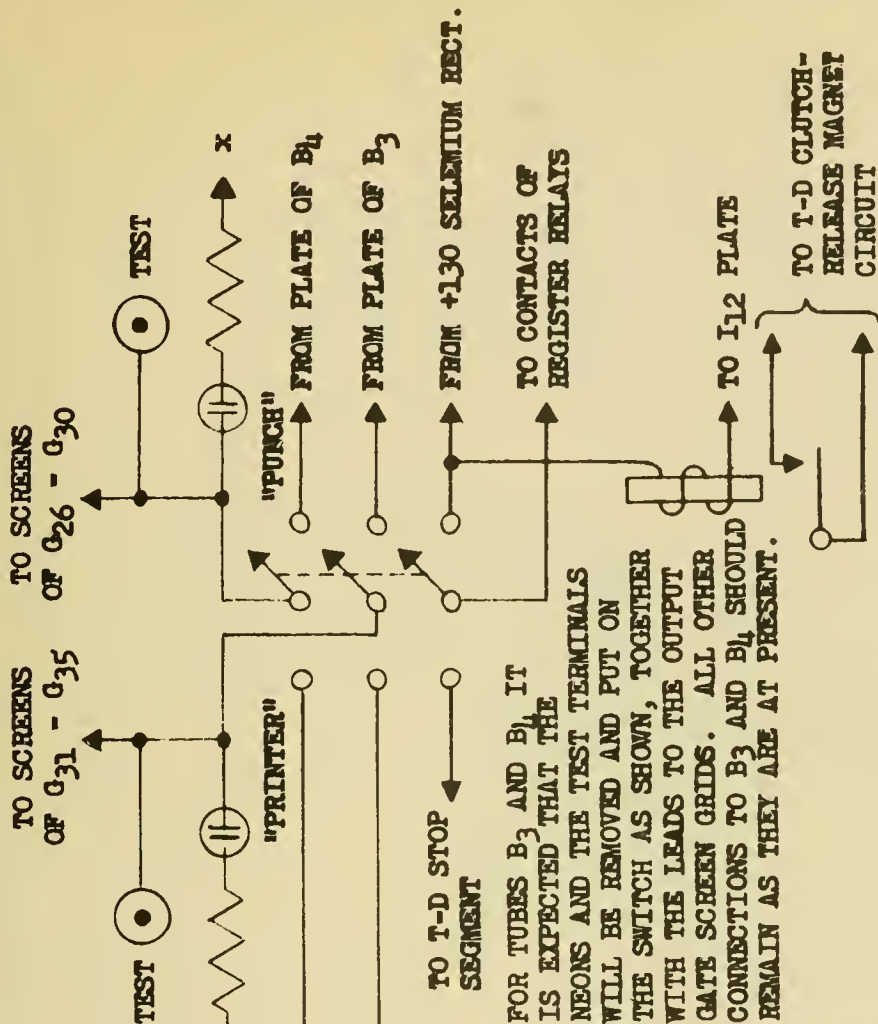 TO SCREENS
OF G31 - G35
TO SCREENS
OF G26 - G30
TEST
TEST
x
"PRINTER"
"PUNCH"
FROM PLATE OF B4
FROM PLATE OF B3
FROM +130 SELEMIUM RECT.
TO T-D STOP
SEGMENT
TO CONTACTS OF
REGISTER RELAYS
FOR TUBES B3 AND B4 IT
IS EXPECTED THAT THE
NEONS AND THE TEST TERMINALS
WILL BE REMOVED AND PUT ON
THE SWITCH AS SHOWN, TOGETHER
WITH THE LEADS TO THE OUTPUT
GATE SCREEN GRIDS. ALL OTHER
CONNECTIONS TO B3 AND B4 SHOULD
REMAIN AS THEY ARE AT PRESENT.
TO I12 PLATE
TO T-D CLUTCH-
RELEASE MAGNET
CIRCUIT